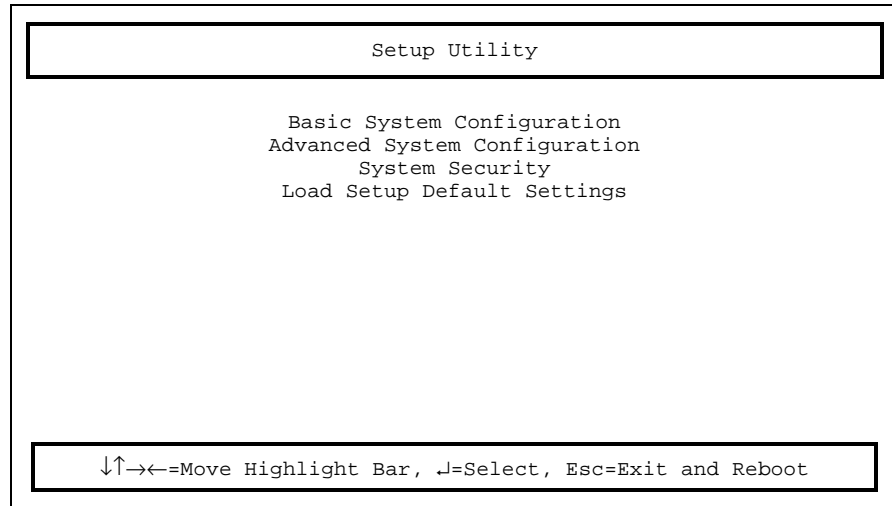 Setup Utility
Basic System Configuration
Advanced System Configuration
System Security
Load Setup Default Settings
↓↑→←=Move Highlight Bar, ↵=Select, Esc=Exit and Reboot